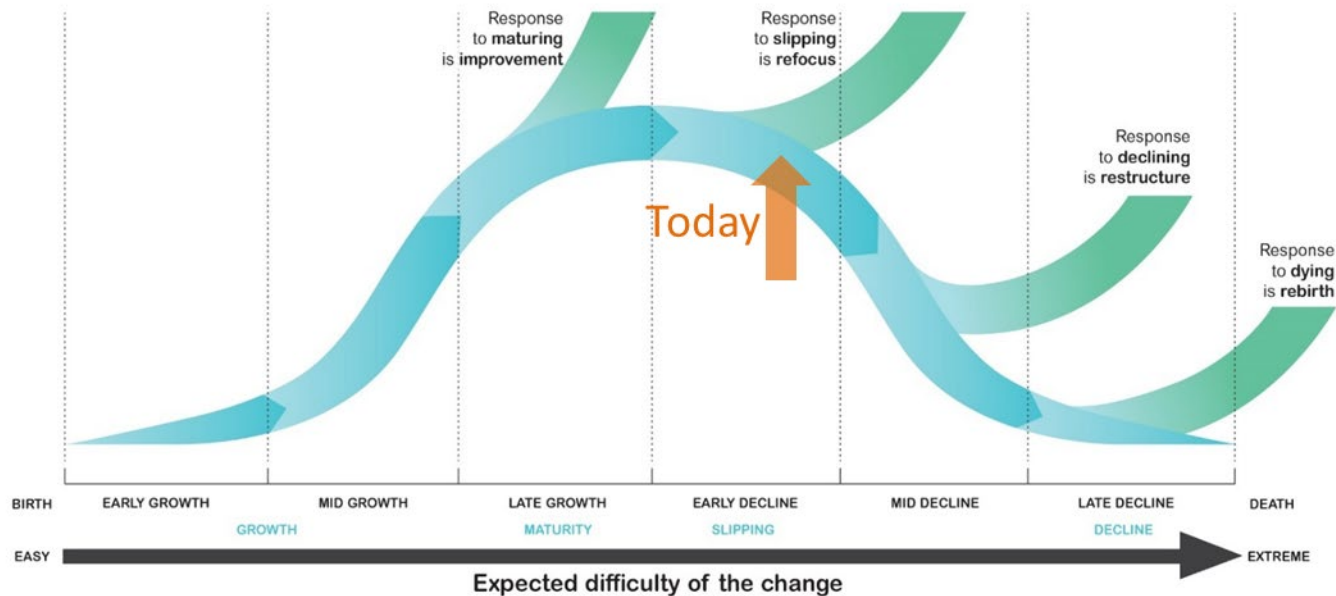 Response
to maturing
is improvement
Response
to slipping
is refocus
Response
to declining
is restructure
Response
to dying
is rebirth
Today
BIRTH EARLY GROWTH MID GROWTH LATE GROWTH EARLY DECLINE MID DECLINE LATE DECLINE DEATH
GROWTH MATURITY SLIPPING DECLINE
EASY EXTREME
Expected difficulty of the change